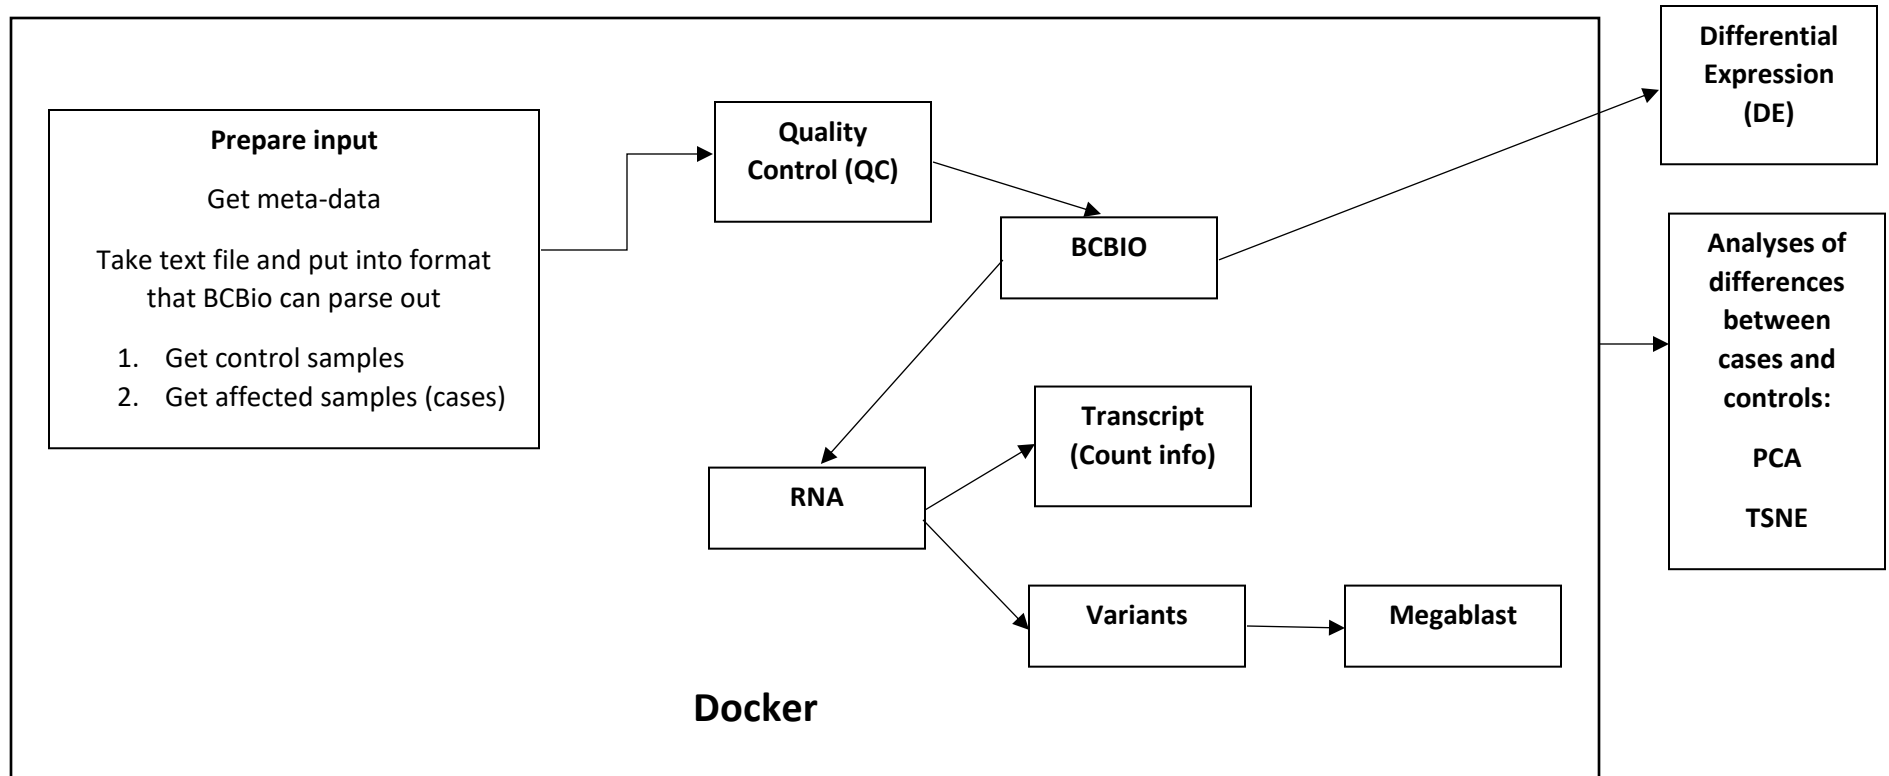 Prepare input
Get meta-data
Take text file and put into format
that BCBio can parse out
1. Get control samples
2. Get affected samples (cases)
Quality
Control (QC)
BCBIO
RNA
Transcript
(Count info)
Variants
Megablast
Docker
Differential
Expression
(DE)
Analyses of
differences
between
cases and
controls:
PCA
TSNE